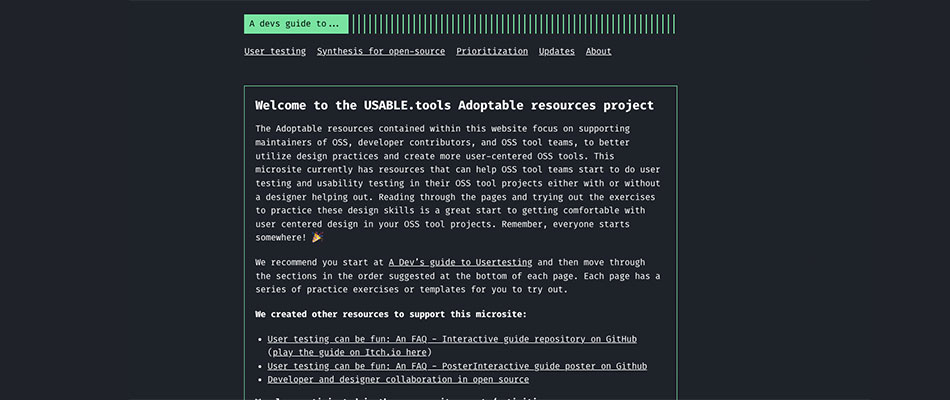 A devs guide to...
User testing Synthesis for open-source Prioritization Updates About
Welcome to the USABLE.tools Adoptable resources project
The Adoptable resources contained within this website focus on supporting
maintainers of OSS, developer contributors, and OSS tool teams, to better
utilize design practices and create more user-centered OSS tools. This
microsite currently has resources that can help OSS tool teams start to do user
testing and usability testing in their OSS tool projects either with or without
a designer helping out. Reading through the pages and trying out the exercises
to practice these design skills is a great start to getting comfortable with
user centered design in your OSS tool projects. Remember, everyone starts
somewhere! 🎉
We recommend you start at A Dev’s guide to Usertesting and then move through
the sections in the order suggested at the bottom of each page. Each page has a
series of practice exercises or templates for you to try out.
We created other resources to support this microsite:
• User testing can be fun: An FAQ - Interactive guide repository on GitHub
(play the guide on Itch.io here)
• User testing can be fun: An FAQ - PosterInteractive guide poster on Github
• Developer and designer collaboration in open source